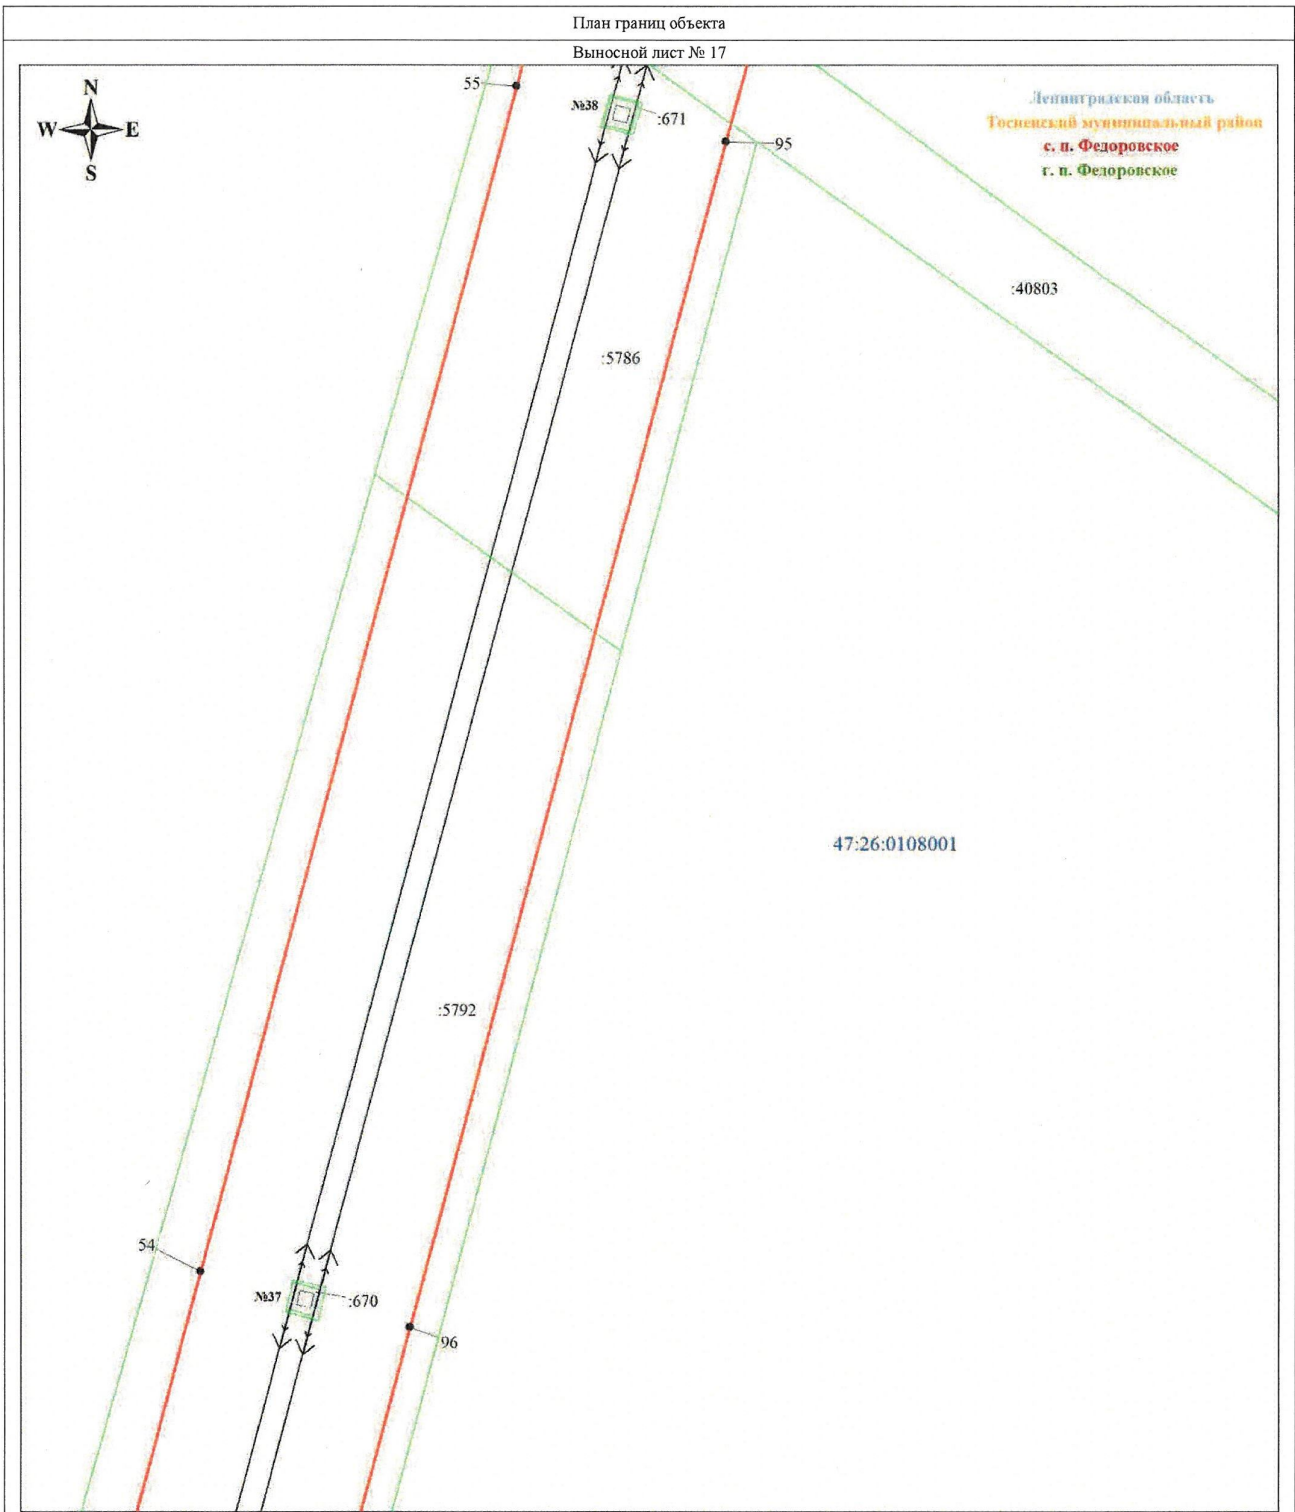 План границ объекта
Выносной лист № 17
N
W E
S
Ленинградская область
Тосненский муниципальный район
с. п. Федоровское
г. п. Федоровское
55
№38
:671
95
:40803
:5786
47:26:0108001
:5792
54
№37
:670
96